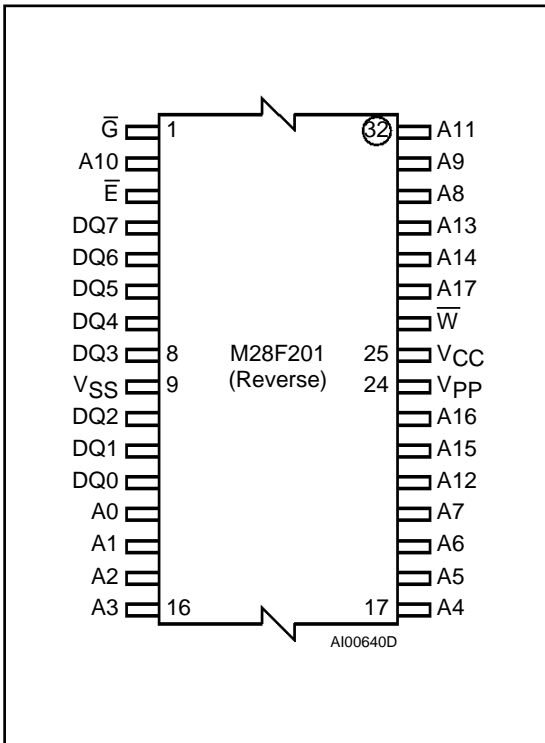 G̅ 1 32 A11
A10 A9
E̅ A8
DQ7 A13
DQ6 A14
DQ5 A17
DQ4 W̅
DQ3 8 M28F201 25 VCC
VSS 9 (Reverse) 24 VPP
DQ2 A16
DQ1 A15
DQ0 A12
A0 A7
A1 A6
A2 A5
A3 16 17 A4
AI00640D